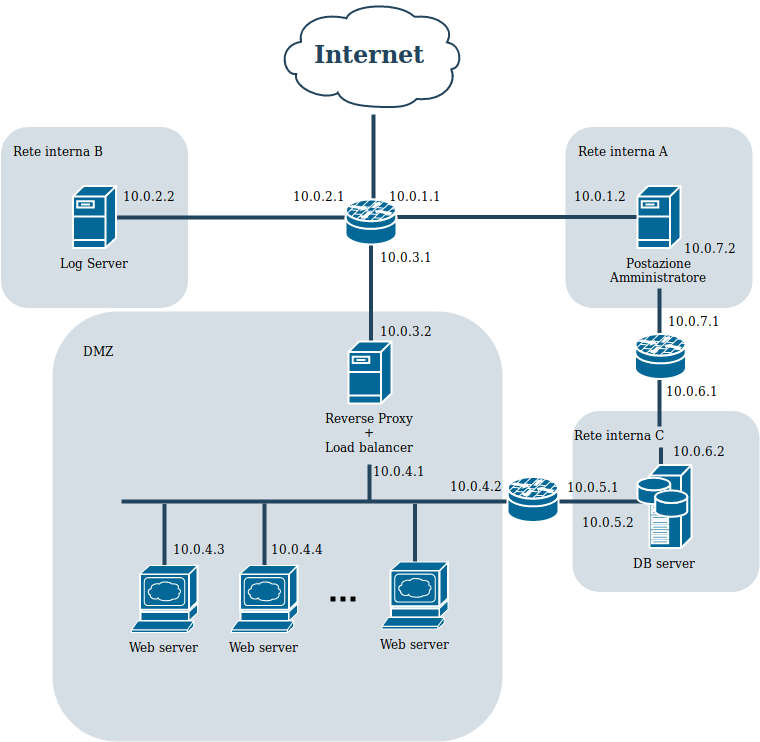 Internet
Rete interna B
Rete interna A
10.0.2.2
10.0.2.1
10.0.1.1
10.0.1.2
Log Server
10.0.3.1
10.0.7.2
Postazione
Amministratore
10.0.7.1
10.0.3.2
DMZ
10.0.6.1
Reverse Proxy
+
Load balancer
Rete interna C
10.0.6.2
10.0.4.1
10.0.4.2
10.0.5.1
10.0.5.2
10.0.4.3
10.0.4.4
DB server
...
Web server
Web server
Web server